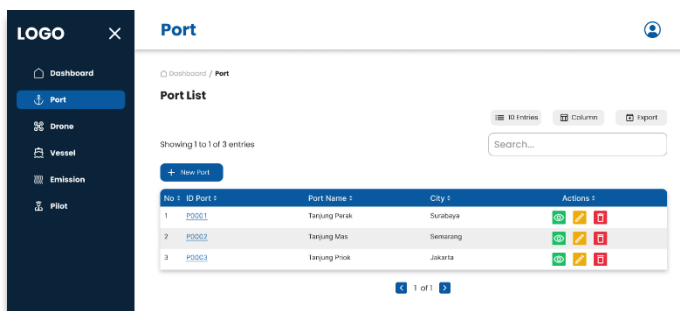 LOGO
Dashboard
Port
Drone
Vessel
Emission
Pilot
Port
Dashboard / Port
Port List
10 Entries Column Export
Showing 1 to 1 of 3 entries
Search...
+ New Port
No ID Port Port Name City Actions
1 P0001 Tanjung Perak Surabaya
2 P0002 Tanjung Mas Semarang
3 P0003 Tanjung Priok Jakarta
< 1 of 1 >